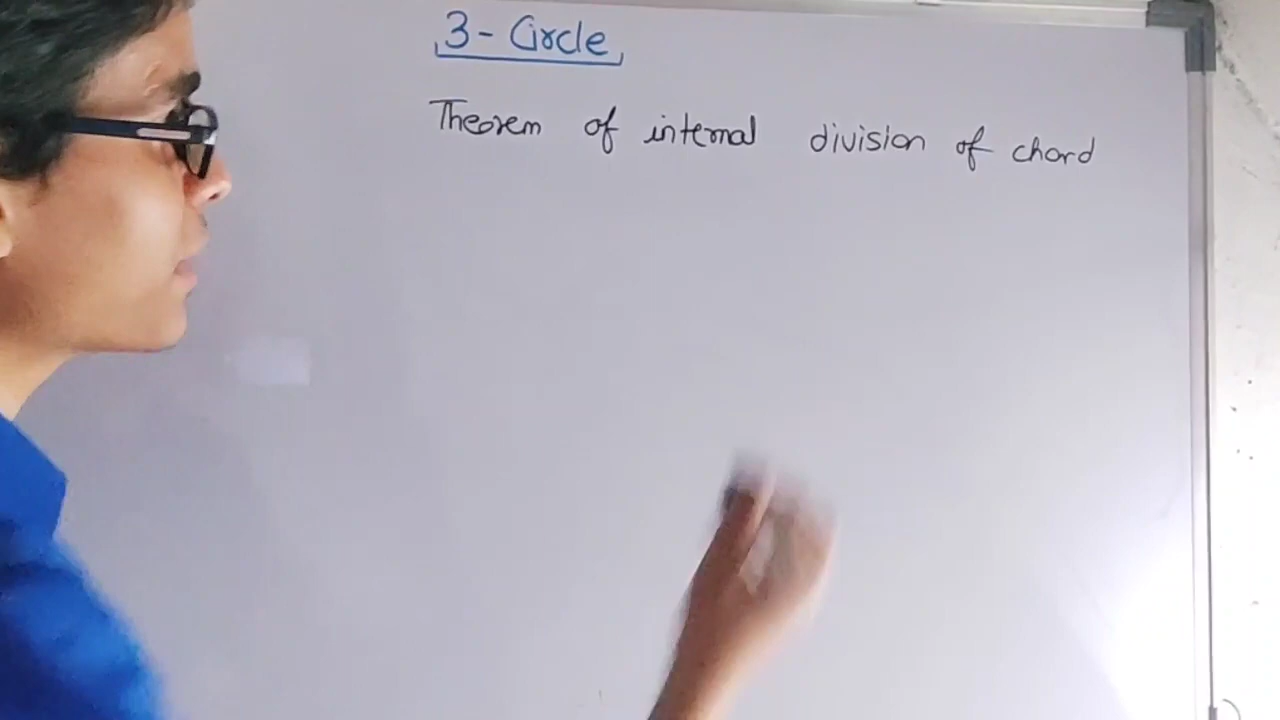 3- Circle
Theorem of internal division of chord